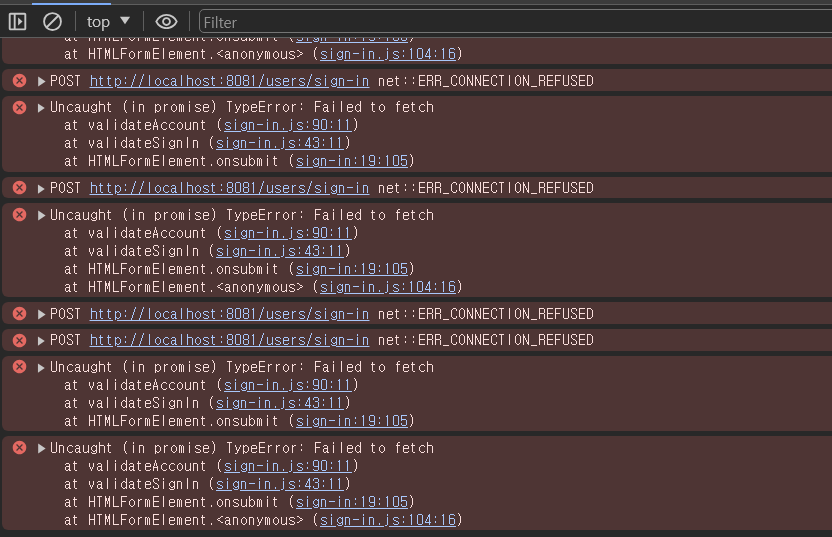 top ▼ Filter
at HTMLFormElement.<anonymous> (sign-in.js:104:16)
POST http://localhost:8081/users/sign-in net::ERR_CONNECTION_REFUSED
Uncaught (in promise) TypeError: Failed to fetch
at validateAccount (sign-in.js:90:11)
at validateSignIn (sign-in.js:43:11)
at HTMLFormElement.onsubmit (sign-in:19:105)
POST http://localhost:8081/users/sign-in net::ERR_CONNECTION_REFUSED
Uncaught (in promise) TypeError: Failed to fetch
at validateAccount (sign-in.js:90:11)
at validateSignIn (sign-in.js:43:11)
at HTMLFormElement.onsubmit (sign-in:19:105)
at HTMLFormElement.<anonymous> (sign-in.js:104:16)
POST http://localhost:8081/users/sign-in net::ERR_CONNECTION_REFUSED
POST http://localhost:8081/users/sign-in net::ERR_CONNECTION_REFUSED
Uncaught (in promise) TypeError: Failed to fetch
at validateAccount (sign-in.js:90:11)
at validateSignIn (sign-in.js:43:11)
at HTMLFormElement.onsubmit (sign-in:19:105)
Uncaught (in promise) TypeError: Failed to fetch
at validateAccount (sign-in.js:90:11)
at validateSignIn (sign-in.js:43:11)
at HTMLFormElement.onsubmit (sign-in:19:105)
at HTMLFormElement.<anonymous> (sign-in.js:104:16)